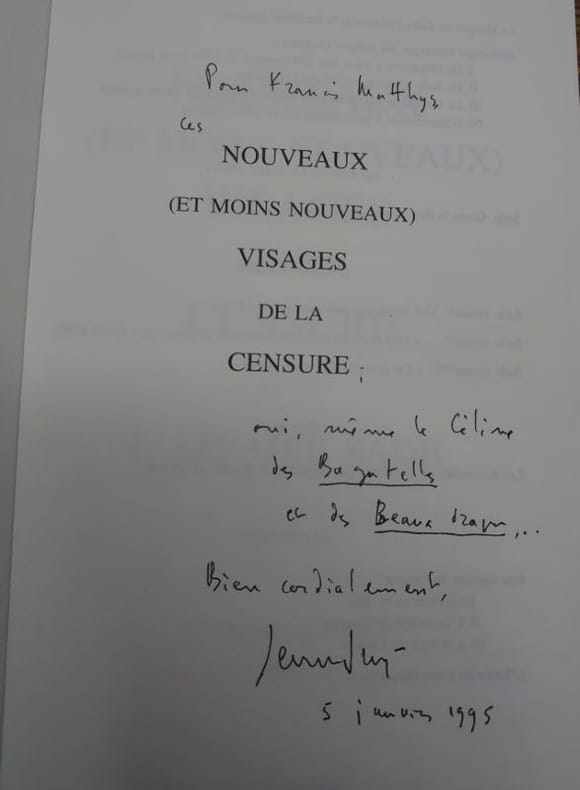 Pour Francis Matthys
ces
NOUVEAUX
(ET MOINS NOUVEAUX)
VISAGES
DE LA
CENSURE ;
oui, même le Céline
des Bagatelles
et des Beaux draps,..
Bien cordialement,
5 janvier 1995